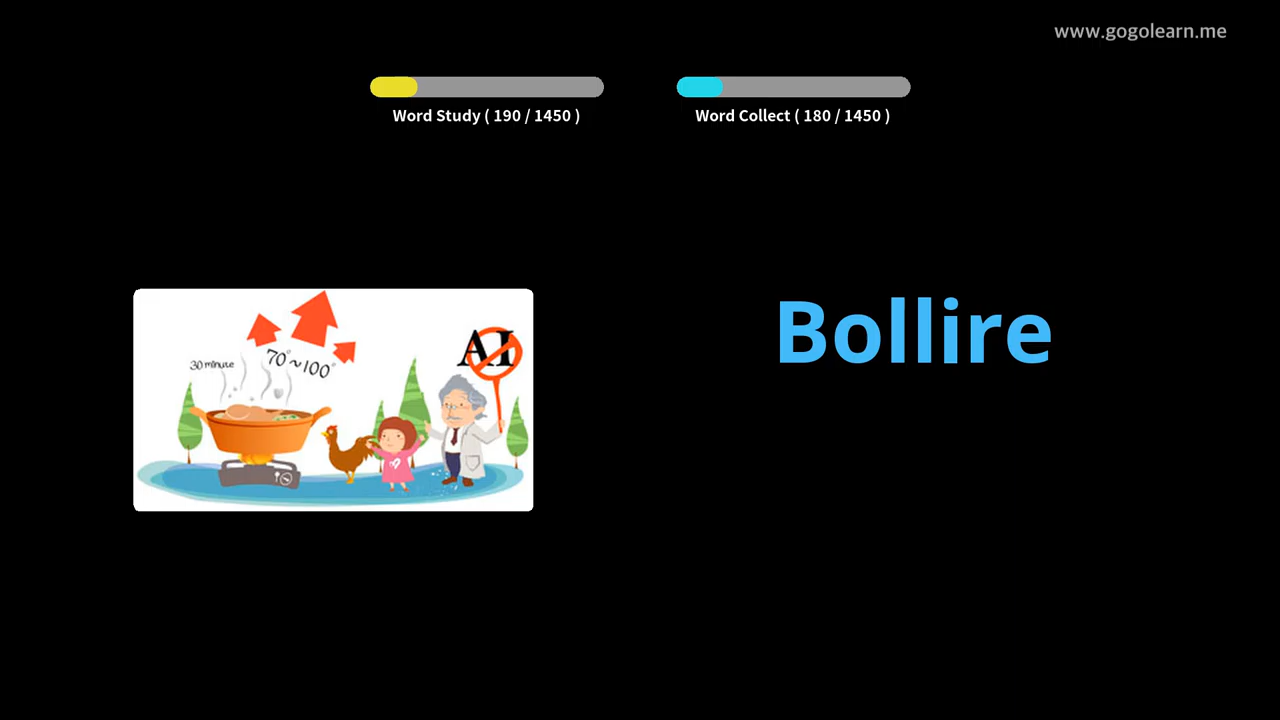 www.gogolearn.me
Word Study ( 190 / 1450 )
Word Collect ( 180 / 1450 )
Bollire
30 minute
70°~100°
AI